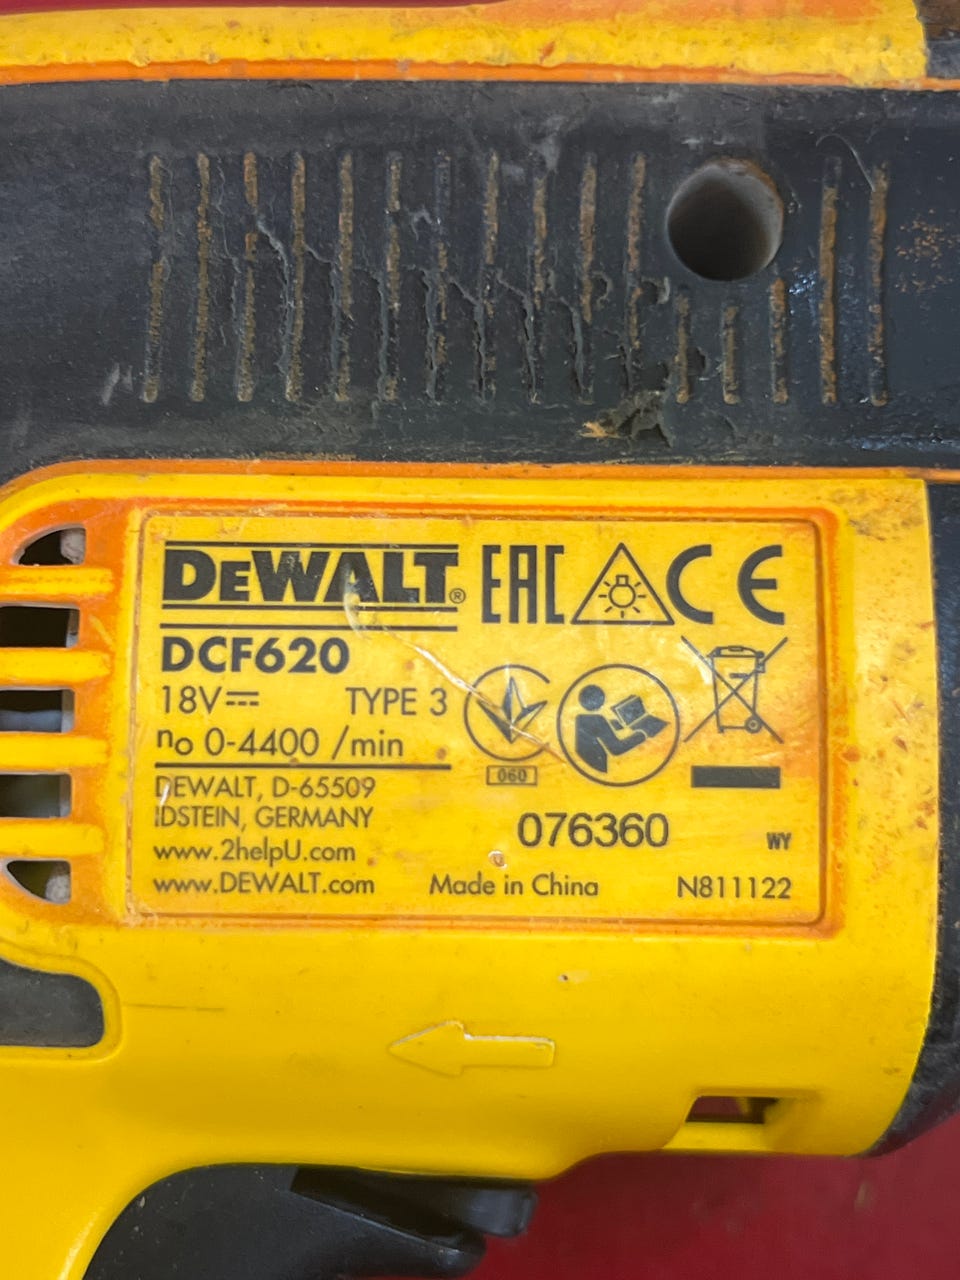 DEWALT® EAC CE
DCF620
18V⎓ TYPE 3
no 0-4400 /min
060
DEWALT, D-65509
IDSTEIN, GERMANY
076360
www.2helpU.com WY
www.DEWALT.com Made in China N811122